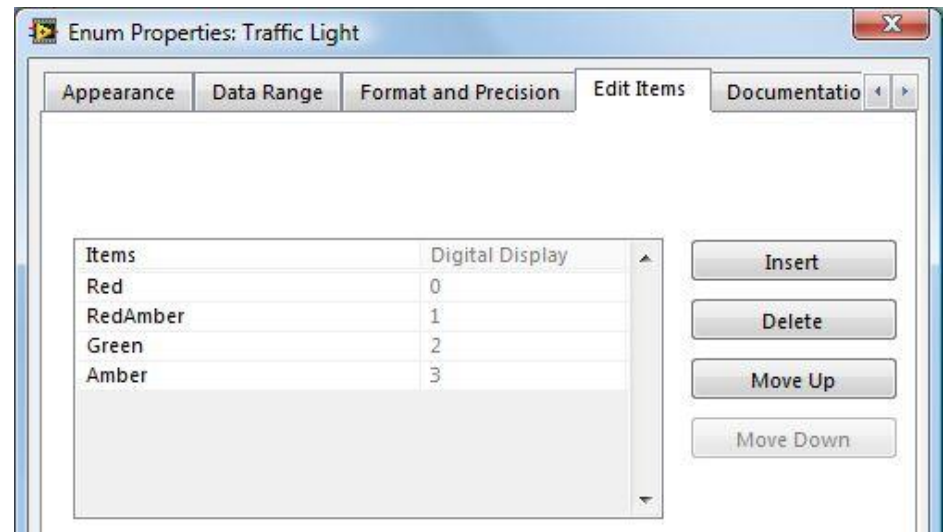 Enum Properties: Traffic Light
Appearance Data Range Format and Precision Edit Items Documentatio
Items Digital Display
Red 0
RedAmber 1
Green 2
Amber 3
Insert
Delete
Move Up
Move Down